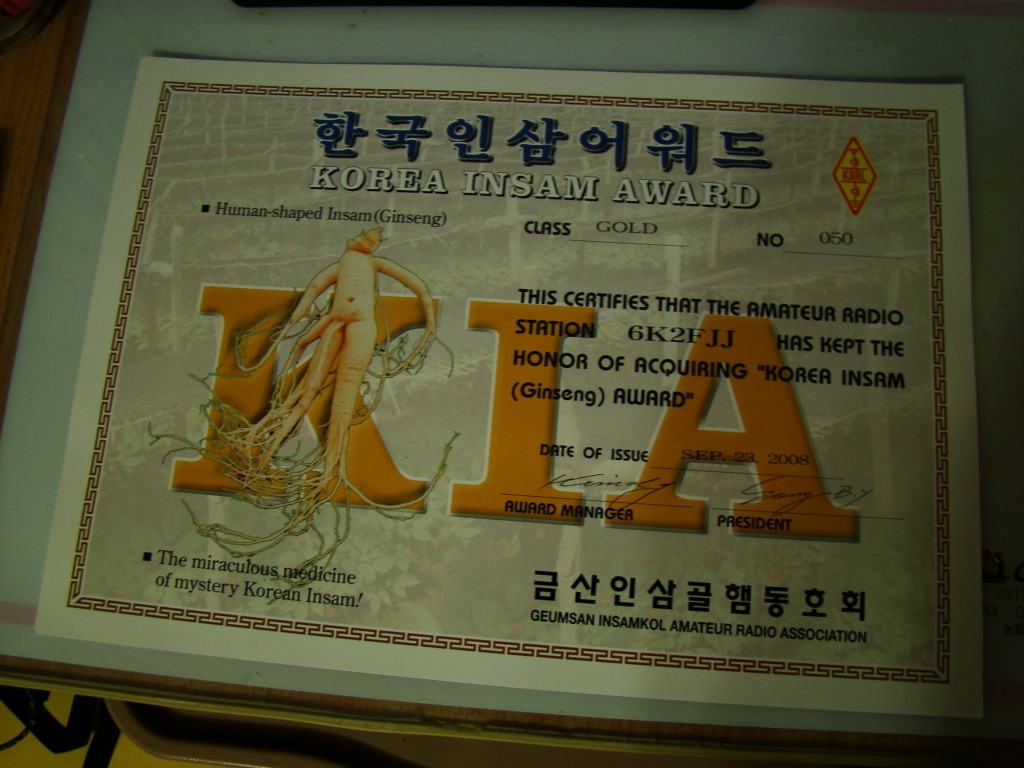 한국인삼어워드
KOREA INSAM AWARD
KARL
■ Human-shaped Insam (Ginseng)
CLASS GOLD
NO 050
KIA
THIS CERTIFIES THAT THE AMATEUR RADIO
STATION 6K2FJJ HAS KEPT THE
HONOR OF ACQUIRING "KOREA INSAM
(Ginseng) AWARD"
DATE OF ISSUE SEP. 23. 2008
AWARD MANAGER
PRESIDENT
■ The miraculous medicine
of mystery Korean Insam!
금산인삼골햄동호회
GEUMSAN INSAMKOL AMATEUR RADIO ASSOCIATION